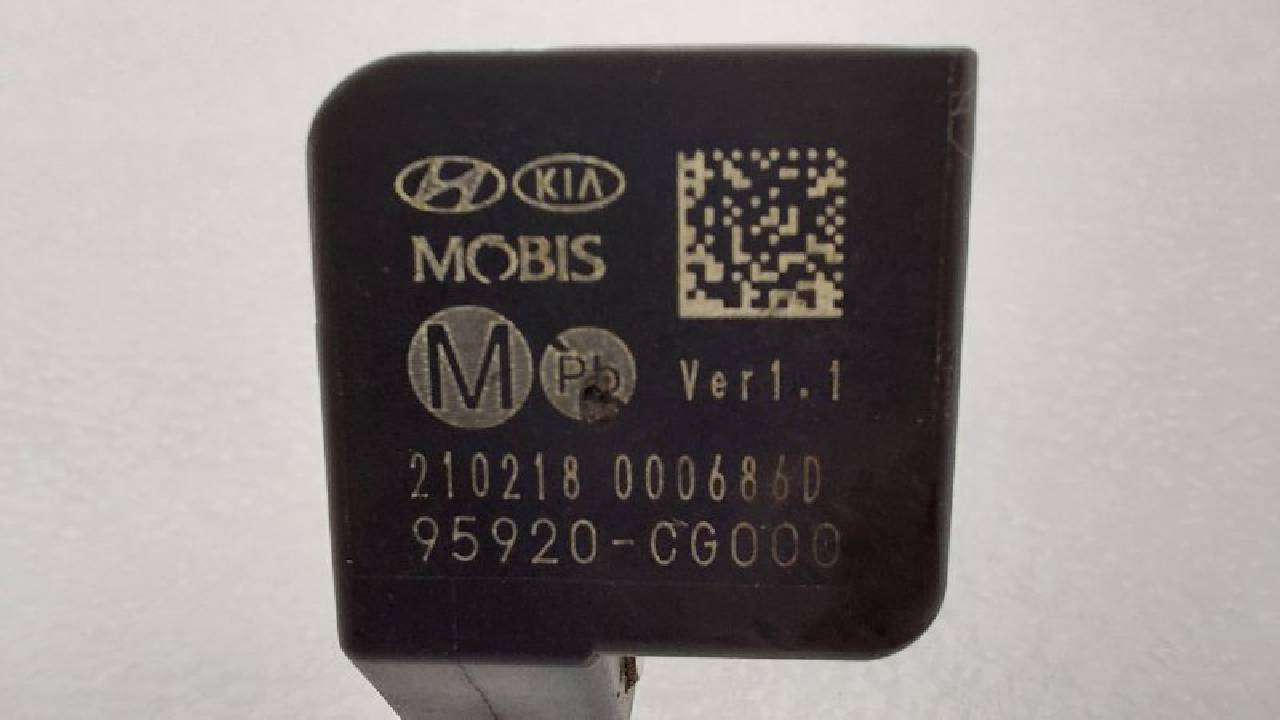 KIA
MOBIS
M Pb Ver1.1
210218 000686D
95920-CG000